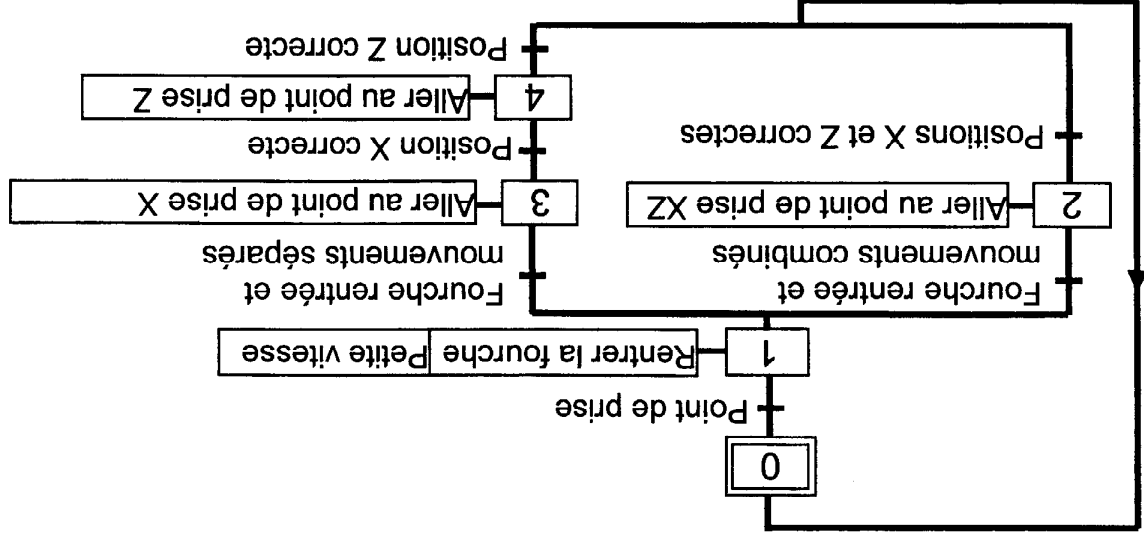 0
Point de prise
1 Rentrer la fourche Petite vitesse
Fourche rentrée et
mouvements combinés
2 Aller au point de prise XZ
Positions X et Z correctes
Fourche rentrée et
mouvements séparés
3 Aller au point de prise X
Position X correcte
4 Aller au point de prise Z
Position Z correcte